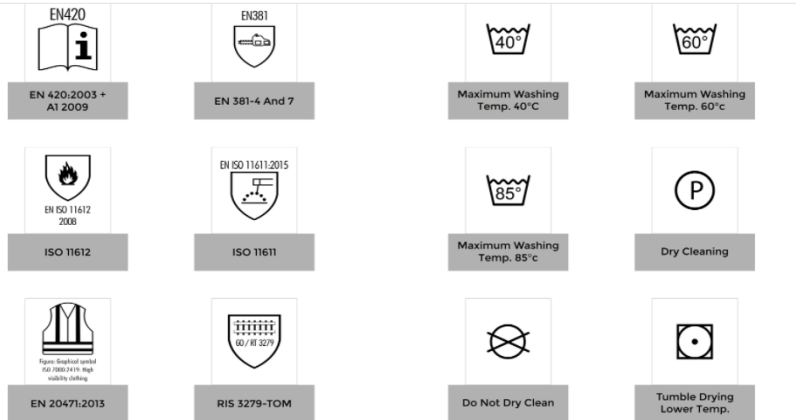 EN420
EN381
40°
60°
EN 420:2003 +
A1 2009
EN 381-4 And 7
Maximum Washing
Temp. 40°C
Maximum Washing
Temp. 60°c
EN ISO 11612
2008
EN ISO 11611:2015
85°
P
ISO 11612
ISO 11611
Maximum Washing
Temp. 85°c
Dry Cleaning
Figure: Graphical symbol
ISO 7000-2419: High
visibility clothing
GO / RT 3279
EN 20471:2013
RIS 3279-TOM
Do Not Dry Clean
Tumble Drying
Lower Temp.